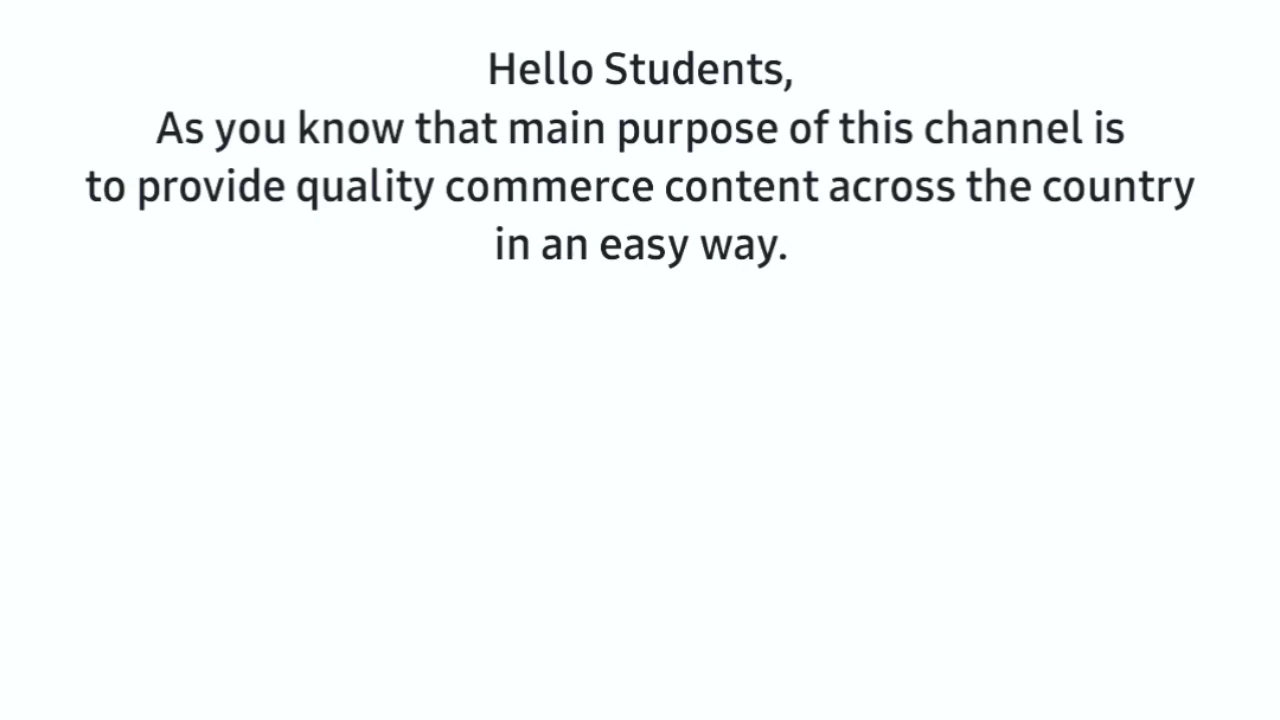 Hello Students,
As you know that main purpose of this channel is
to provide quality commerce content across the country
in an easy way.